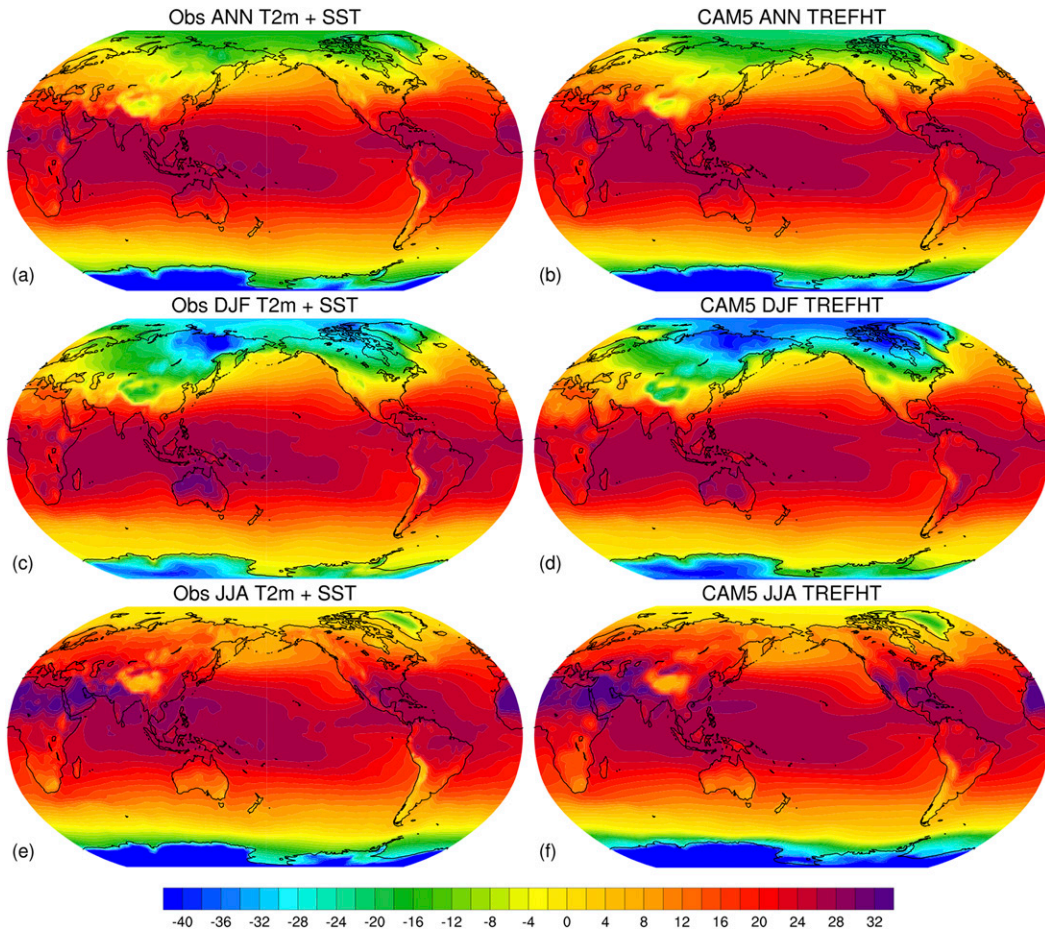 Obs ANN T2m + SST
CAM5 ANN TREFHT
(a)
(b)
Obs DJF T2m + SST
CAM5 DJF TREFHT
(c)
(d)
Obs JJA T2m + SST
CAM5 JJA TREFHT
(e)
(f)
-40 -36 -32 -28 -24 -20 -16 -12 -8 -4 0 4 8 12 16 20 24 28 32